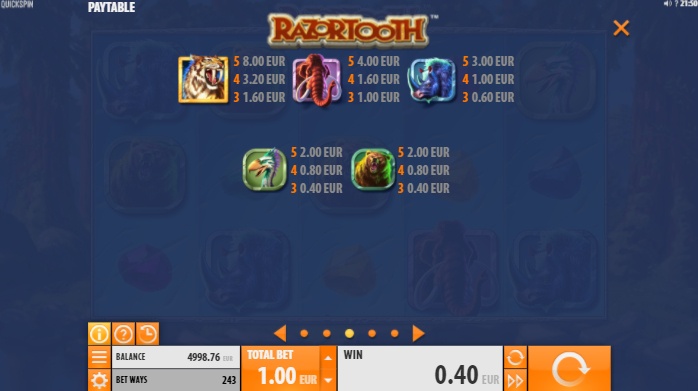 QUICKSPIN
PAYTABLE
? 21:50
RAZORTOOTH™
5 8.00 EUR
4 3.20 EUR
3 1.60 EUR
5 4.00 EUR
4 1.60 EUR
3 1.00 EUR
5 3.00 EUR
4 1.00 EUR
3 0.60 EUR
5 2.00 EUR
4 0.80 EUR
3 0.40 EUR
5 2.00 EUR
4 0.80 EUR
3 0.40 EUR
BALANCE 4998.76 EUR
BET WAYS 243
TOTAL BET
1.00 EUR
WIN
0.40 EUR